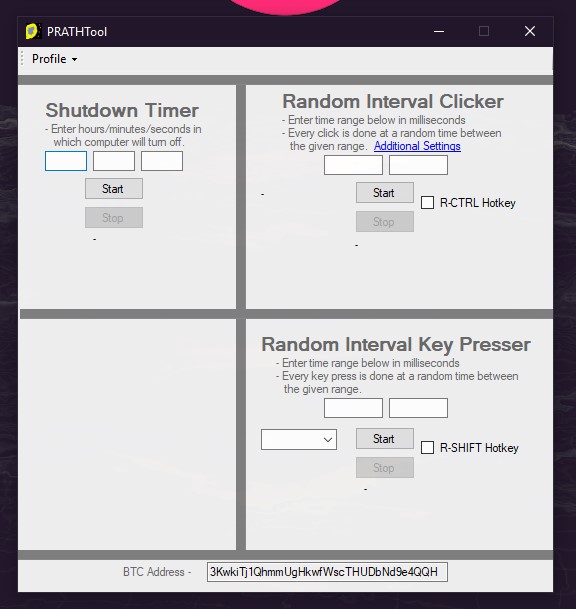 PRATHTool
Profile
Shutdown Timer
- Enter hours/minutes/seconds in
which computer will turn off.
Start
Stop
-
Random Interval Clicker
- Enter time range below in milliseconds
- Every click is done at a random time between
the given range. Additional Settings
-
Start
R-CTRL Hotkey
Stop
-
Random Interval Key Presser
- Enter time range below in milliseconds
- Every key press is done at a random time between
the given range.
Start
R-SHIFT Hotkey
Stop
-
BTC Address - 3KwkiTj1QhmmUgHkwfWscTHUDbNd9e4QQH